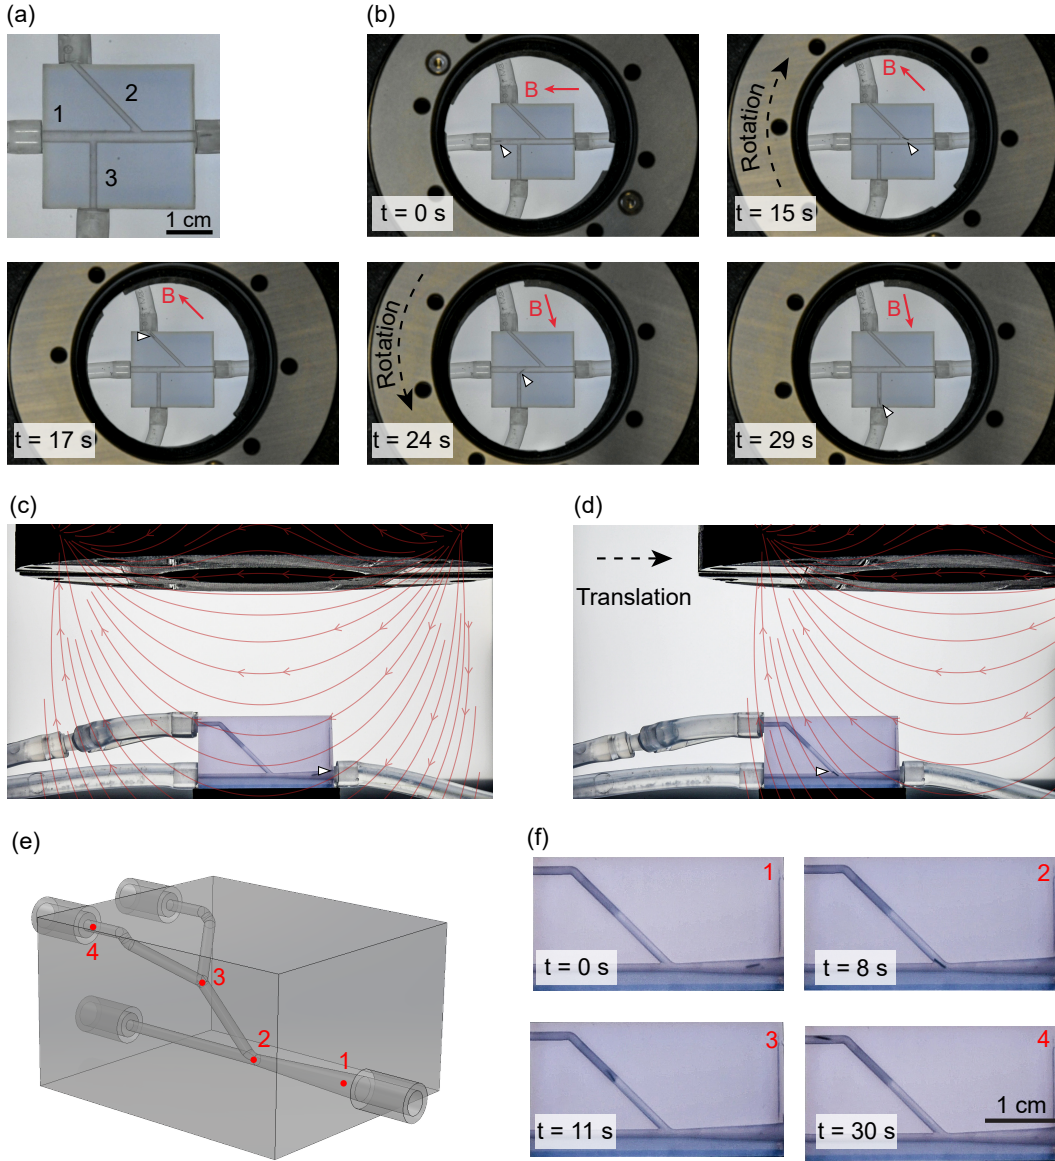 (a)
1
2
3
1 cm
(b)
B
t = 0 s
B
Rotation
t = 15 s
B
t = 17 s
B
Rotation
t = 24 s
B
t = 29 s
(c)
(d)
Translation
(e)
4
3
2
1
(f)
1
t = 0 s
2
t = 8 s
3
t = 11 s
4
1 cm
t = 30 s